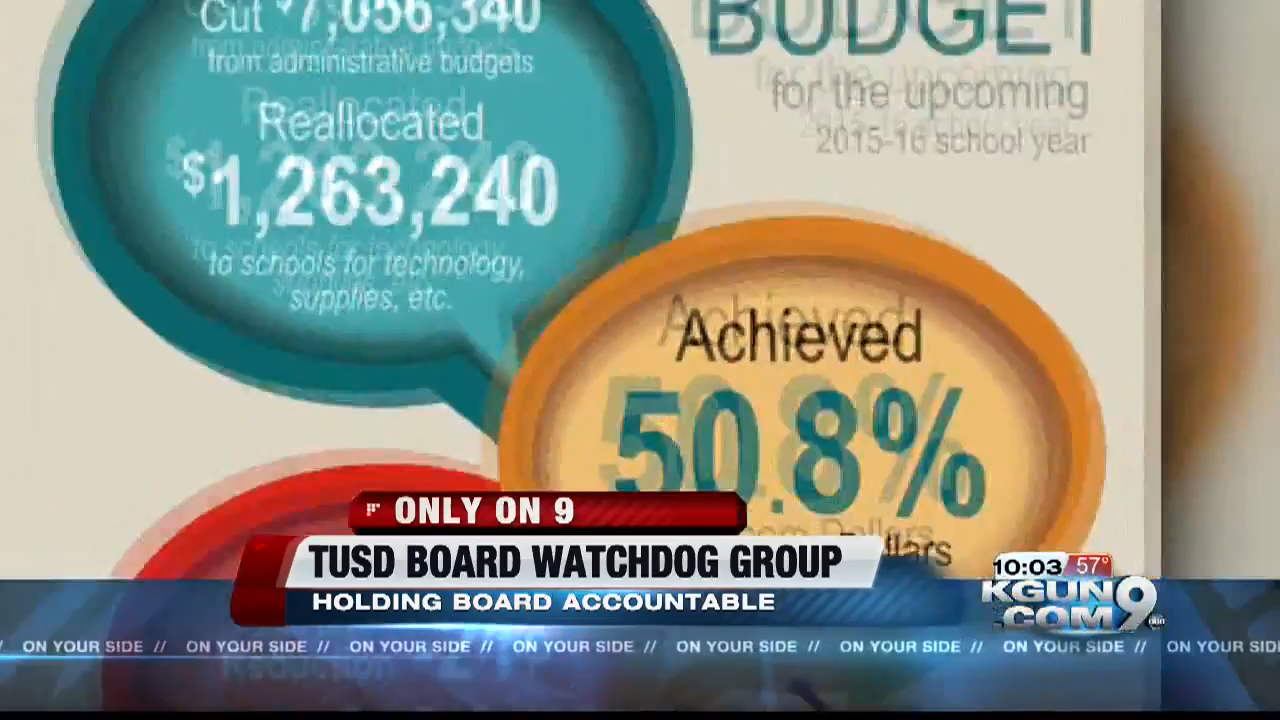 Cut $7,056,340
from administrative budgets
Reallocated
$1,263,240
to schools for technology,
supplies, etc.
BUDGET
for the upcoming
2015-16 school year
Achieved
50.8%
ONLY ON 9
TUSD BOARD WATCHDOG GROUP
HOLDING BOARD ACCOUNTABLE
10:03 57°
KGUN9
.COM
ON YOUR SIDE // ON YOUR SIDE // ON YOUR SIDE // ON YOUR SIDE // ON YOUR SIDE // ON YOUR SIDE // ON YOUR SIDE // ON YOUR SID